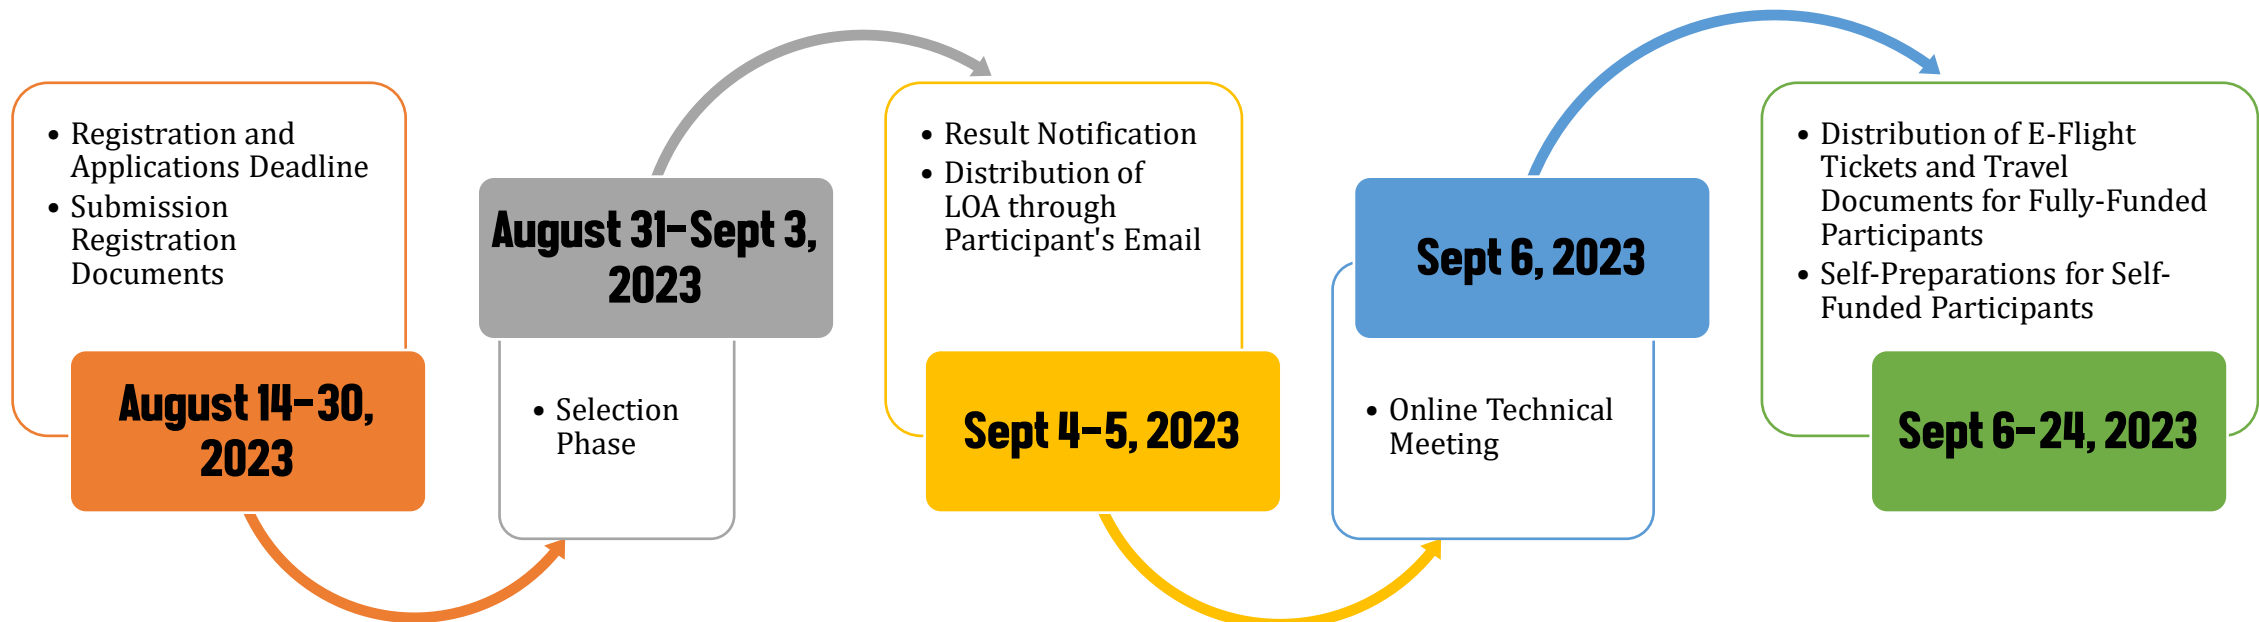 • Registration and
Applications Deadline
• Submission
Registration
Documents
August 14–30,
2023
August 31–Sept 3,
2023
• Selection
Phase
• Result Notification
• Distribution of
LOA through
Participant's Email
Sept 4–5, 2023
Sept 6, 2023
• Online Technical
Meeting
• Distribution of E-Flight
Tickets and Travel
Documents for Fully-Funded
Participants
• Self-Preparations for Self-
Funded Participants
Sept 6–24, 2023